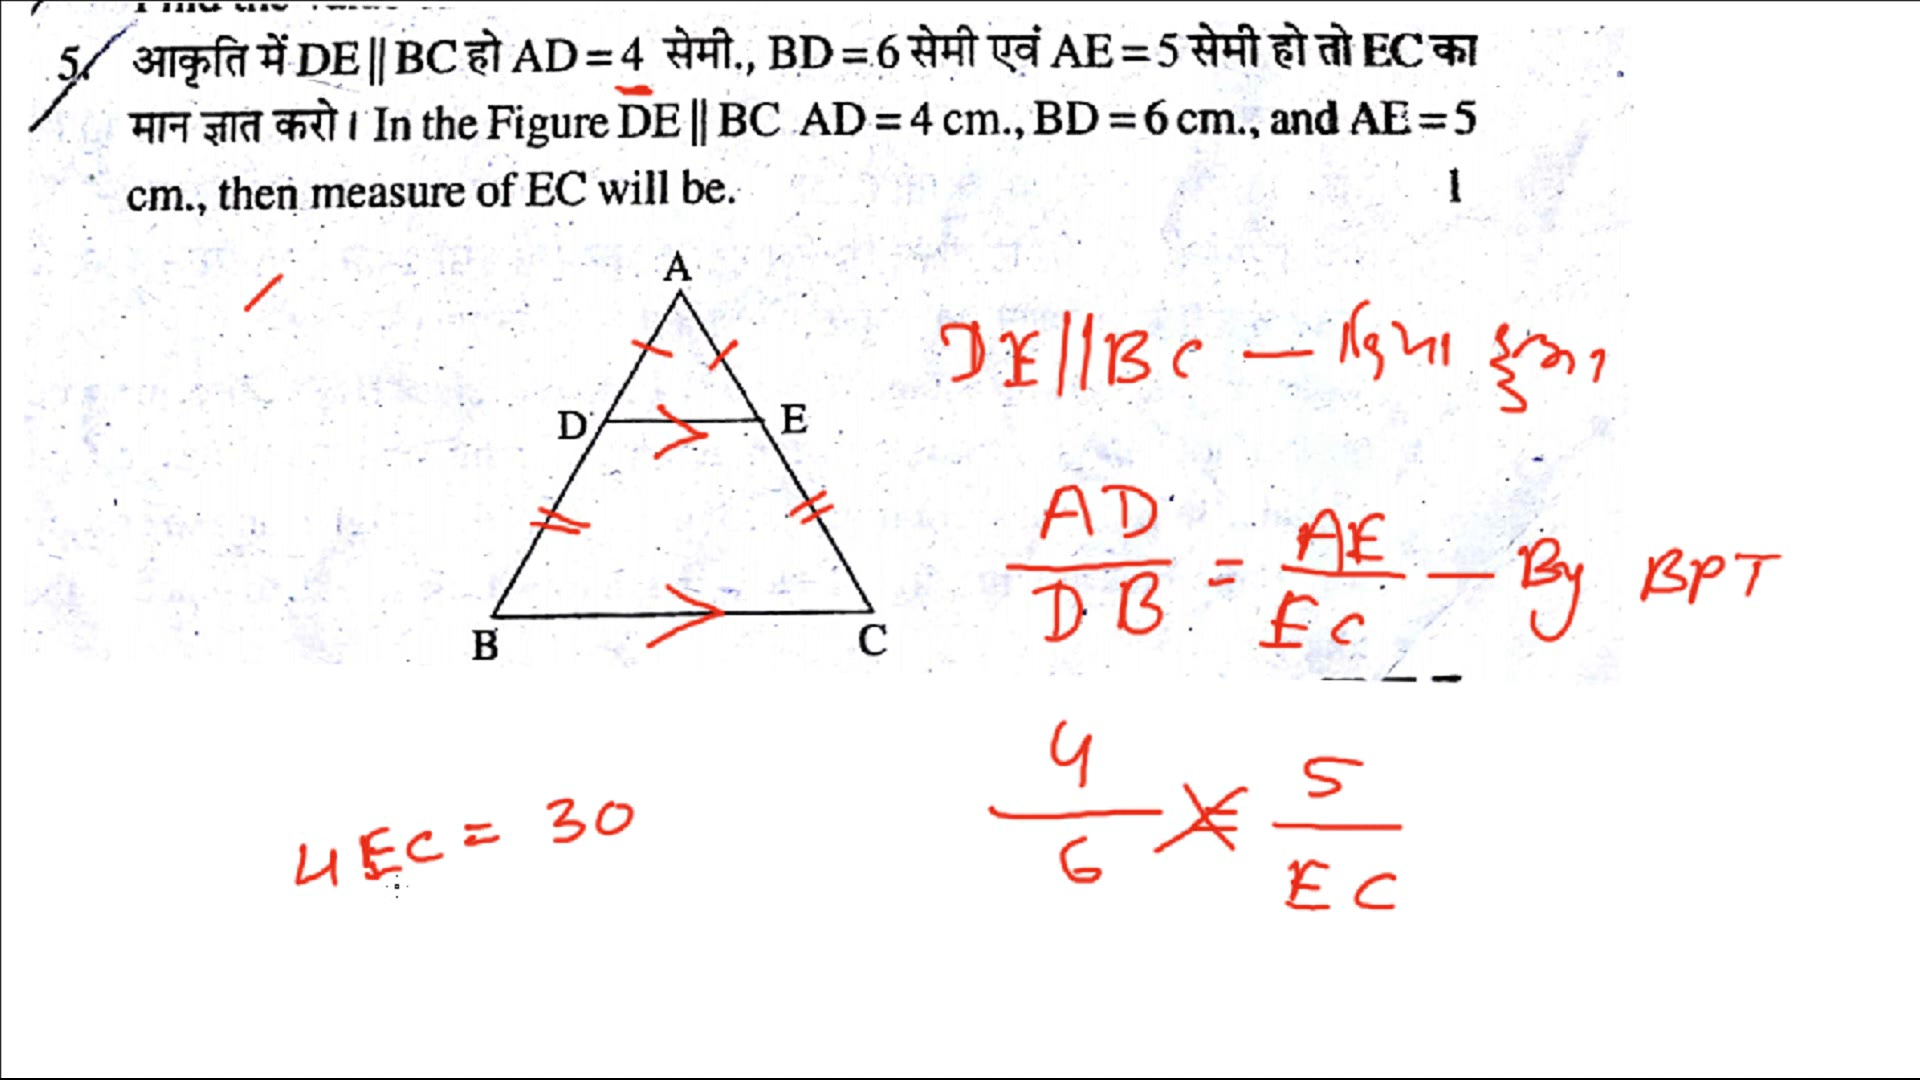 5. आकृति में DE || BC हो AD = 4 सेमी., BD = 6 सेमी एवं AE = 5 सेमी हो तो EC का
मान ज्ञात करो । In the Figure DE || BC AD = 4 cm., BD = 6 cm., and AE = 5
cm., then measure of EC will be. 1
A
D E
B C
DE || BC —
AD/DB = AE/EC — By BPT
4/6 = 5/EC
4EC = 30